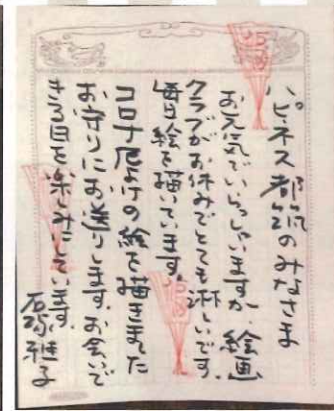 ハピネス都筑のみなさま
お元気でいらっしゃいますか 絵画
クラブがお休みでとても淋しいです。
毎日絵を描いています。
コロナ厄よけの絵を描きました
お守りにお送りします。お会いで
きる日を楽しみにしています。